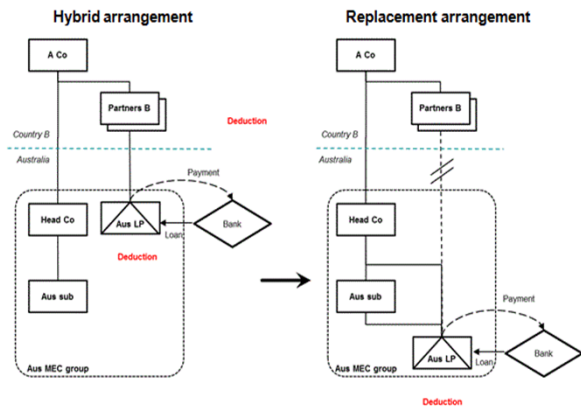 Hybrid arrangement
A Co
Partners B
Deduction
Country B
Australia
Payment
Head Co
Aus LP
Bank
Loan
Deduction
Aus sub
Aus MEC group
Replacement arrangement
A Co
Partners B
Country B
Australia
Head Co
Aus sub
Payment
Aus LP
Loan
Bank
Aus MEC group
Deduction